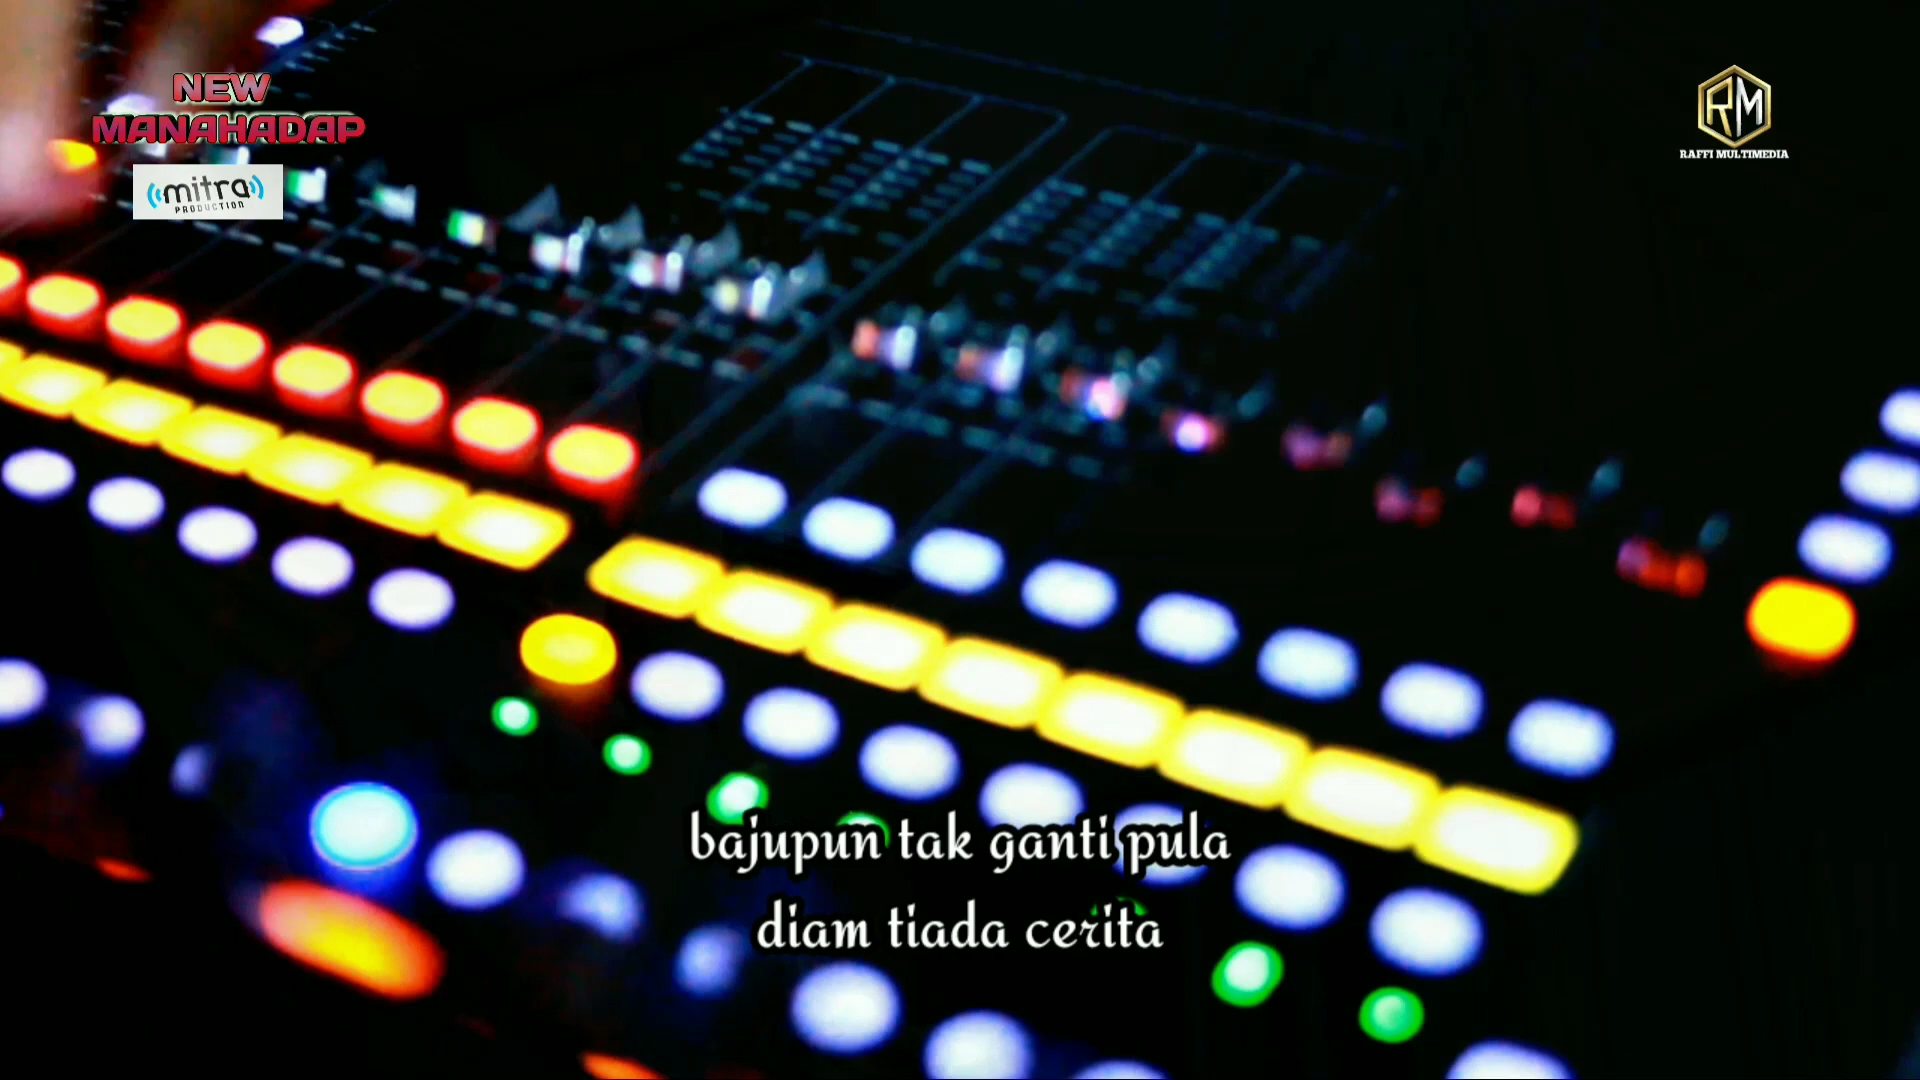 NEW
MANAHADAP
mitra
PRODUCTION
RM
RAFFI MULTIMEDIA
bajupun tak ganti pula
diam tiada cerita